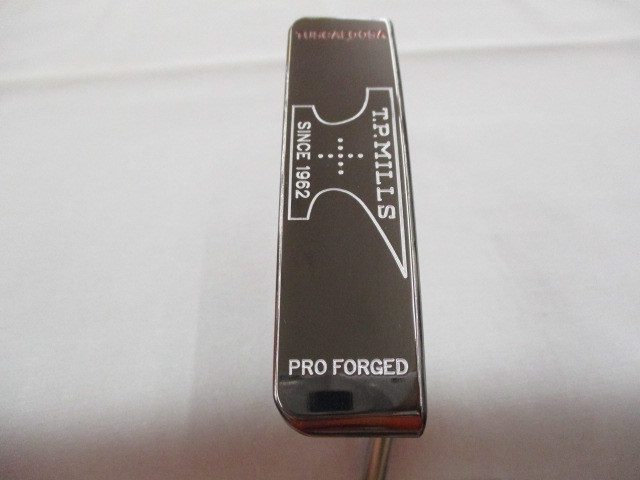 T.P.MILLS
SINCE 1962
PRO FORGED